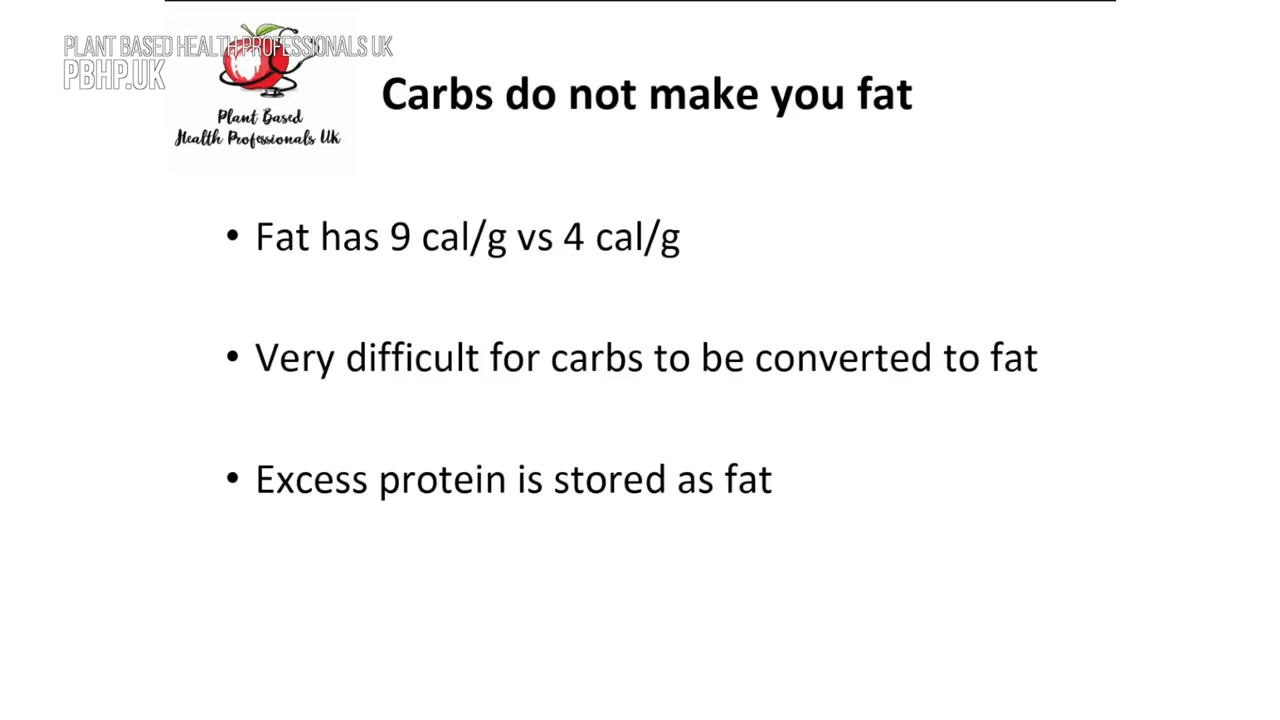 PLANT BASED HEALTH PROFESSIONALS UK
PBHP.UK
Plant Based
Health Professionals UK
Carbs do not make you fat
• Fat has 9 cal/g vs 4 cal/g
• Very difficult for carbs to be converted to fat
• Excess protein is stored as fat